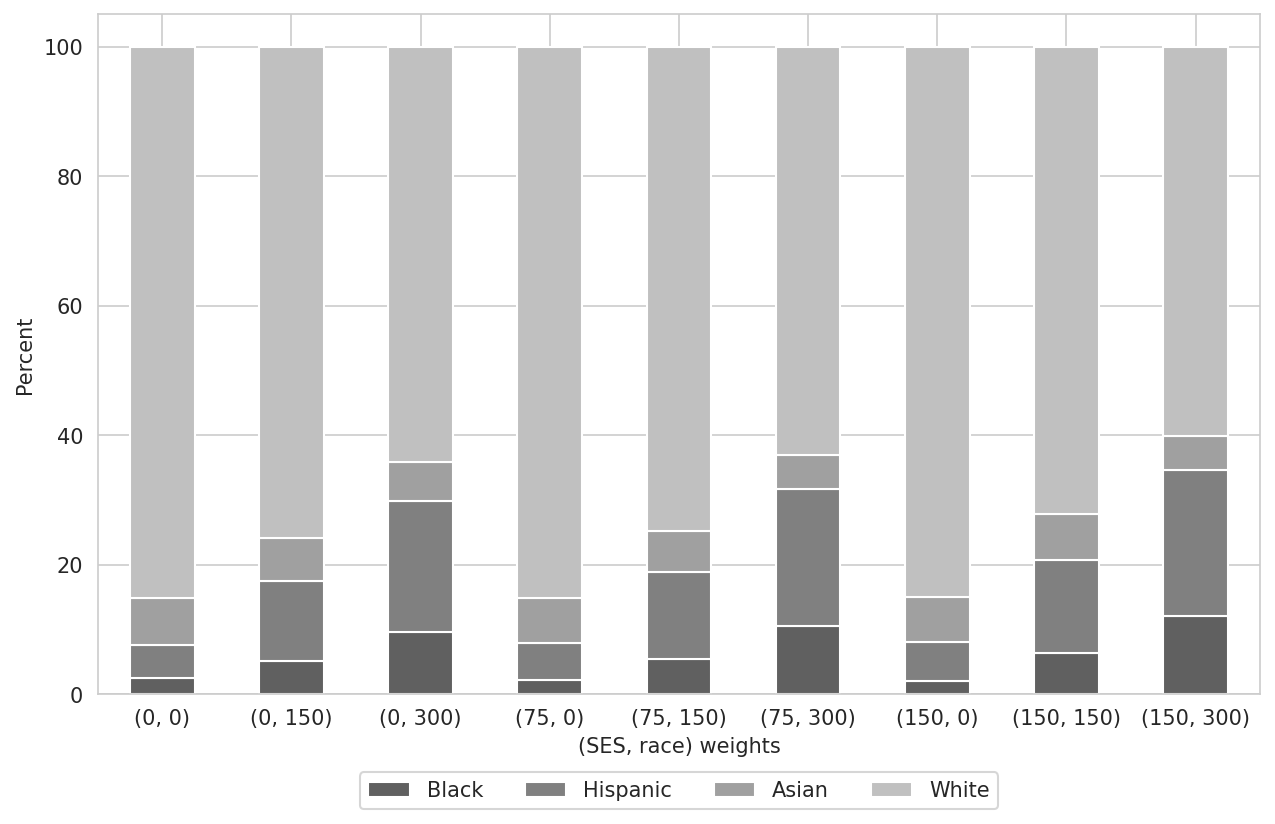 100
80
60
40
20
0
Percent
(0, 0) (0, 150) (0, 300) (75, 0) (75, 150) (75, 300) (150, 0) (150, 150) (150, 300)
(SES, race) weights
Black Hispanic Asian White